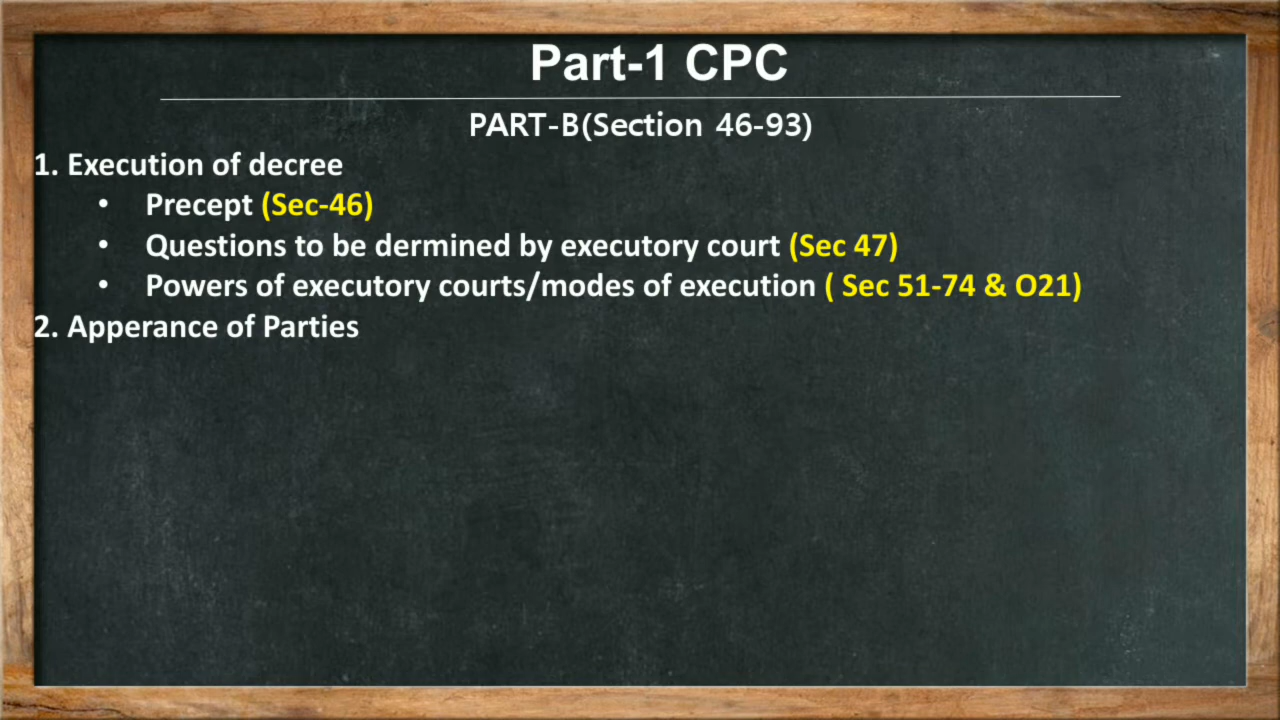 Part-1 CPC
PART-B(Section 46-93)
1. Execution of decree
• Precept (Sec-46)
• Questions to be dermined by executory court (Sec 47)
• Powers of executory courts/modes of execution ( Sec 51-74 & O21)
2. Apperance of Parties